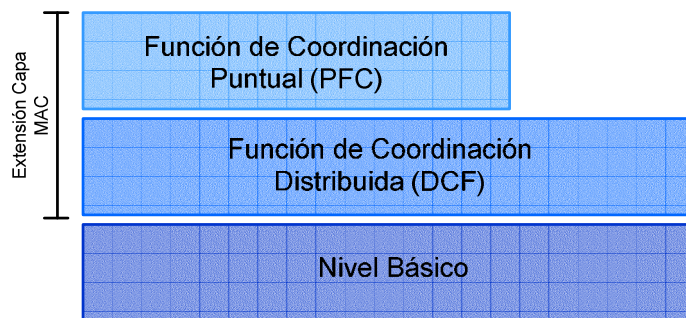 Extensión Capa
MAC
Función de Coordinación
Puntual (PFC)
Función de Coordinación
Distribuida (DCF)
Nivel Básico